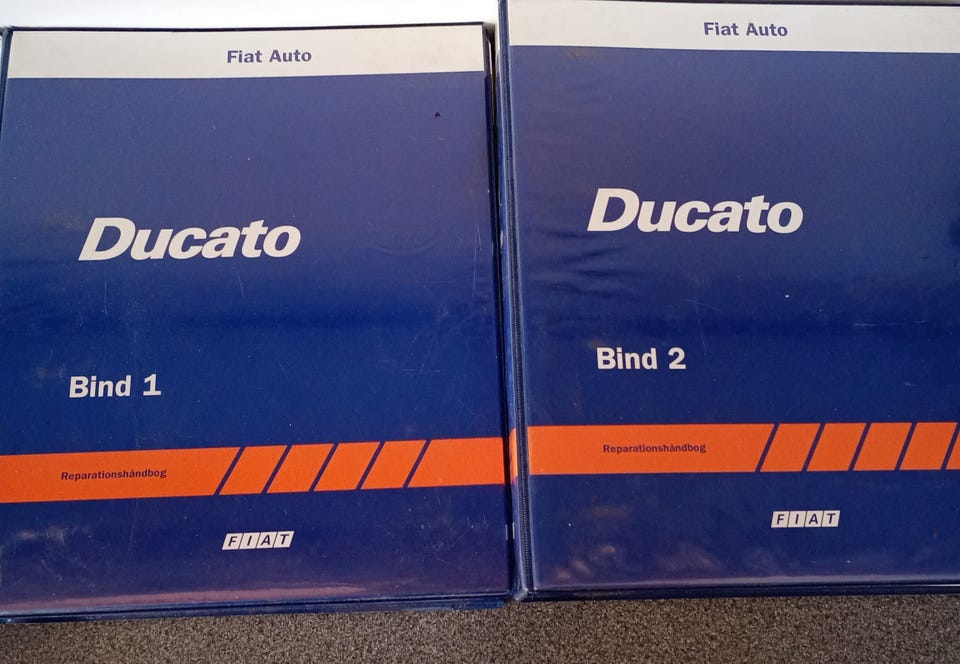 Fiat Auto
Ducato
Bind 1
Reparationshåndbog
FIAT
Fiat Auto
Ducato
Bind 2
Reparationshåndbog
FIAT